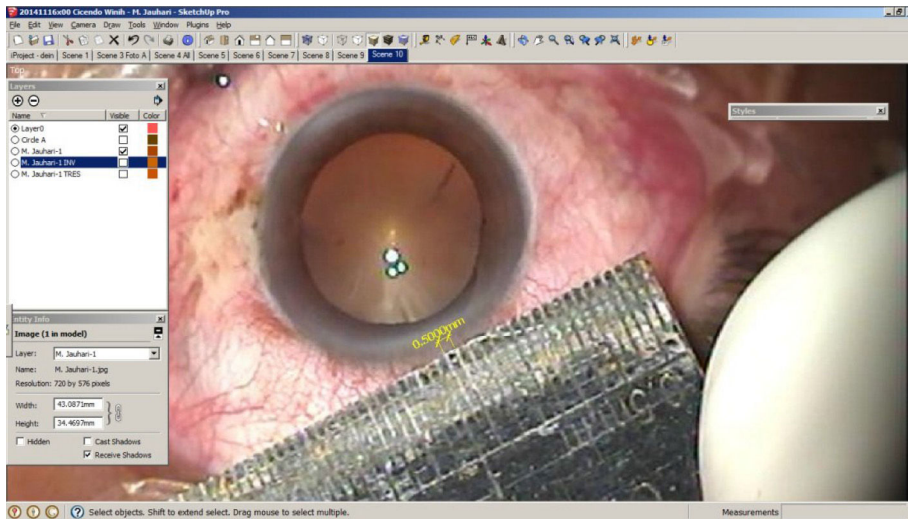 20141116x00 Cicendo Winih - M. Jauhari - SketchUp Pro
File Edit View Camera Draw Tools Window Plugins Help
iProject - dein Scene 1 Scene 3 Foto A Scene 4 All Scene 5 Scene 6 Scene 7 Scene 8 Scene 9 Scene 10
Top
Layers
Name Visible Color
Layer0
Circle A
M. Jauhari-1
M. Jauhari-1 INV
M. Jauhari-1 TRES
Styles
0.5000mm
Entity Info
Image (1 in model)
Layer: M. Jauhari-1
Name: M. Jauhari-1.jpg
Resolution: 720 by 576 pixels
Width: 43.0871mm
Height: 34.4697mm
Hidden Cast Shadows
Receive Shadows
Select objects. Shift to extend select. Drag mouse to select multiple.
Measurements